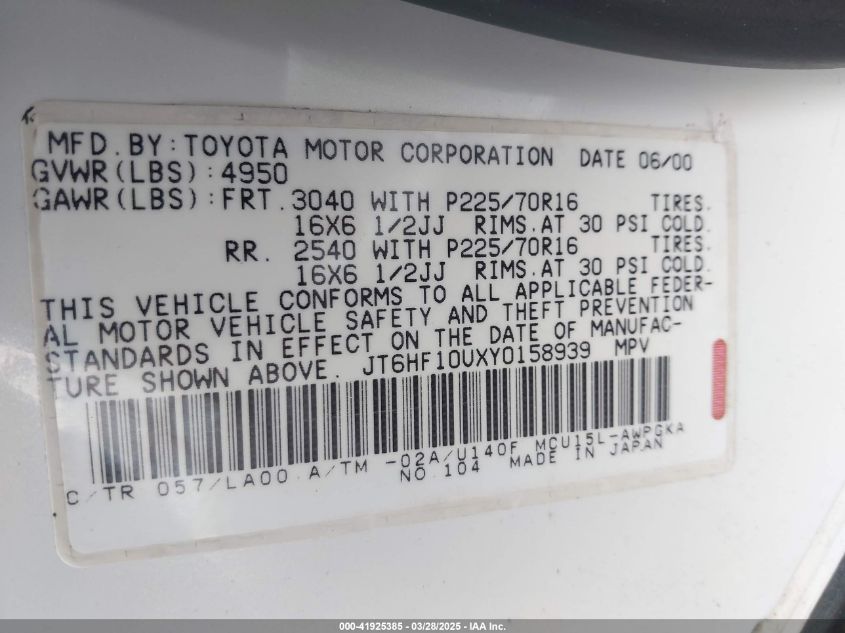 MFD.BY:TOYOTA MOTOR CORPORATION DATE 06/00
GVWR(LBS):4950
GAWR(LBS):FRT.3040 WITH P225/70R16 TIRES.
16X6 1/2JJ RIMS.AT 30 PSI COLD.
RR. 2540 WITH P225/70R16 TIRES.
16X6 1/2JJ RIMS.AT 30 PSI COLD.
THIS VEHICLE CONFORMS TO ALL APPLICABLE FEDER-
AL MOTOR VEHICLE SAFETY AND THEFT PREVENTION
STANDARDS IN EFFECT ON THE DATE OF MANUFAC-
TURE SHOWN ABOVE. JT6HF10UXY0158939 MPV
C/TR 057/LA00 A/TM -02A/U140F MCU15L-AWPGKA
NO.104 MADE IN JAPAN
000-41925385 - 03/28/2025 - IAA Inc.